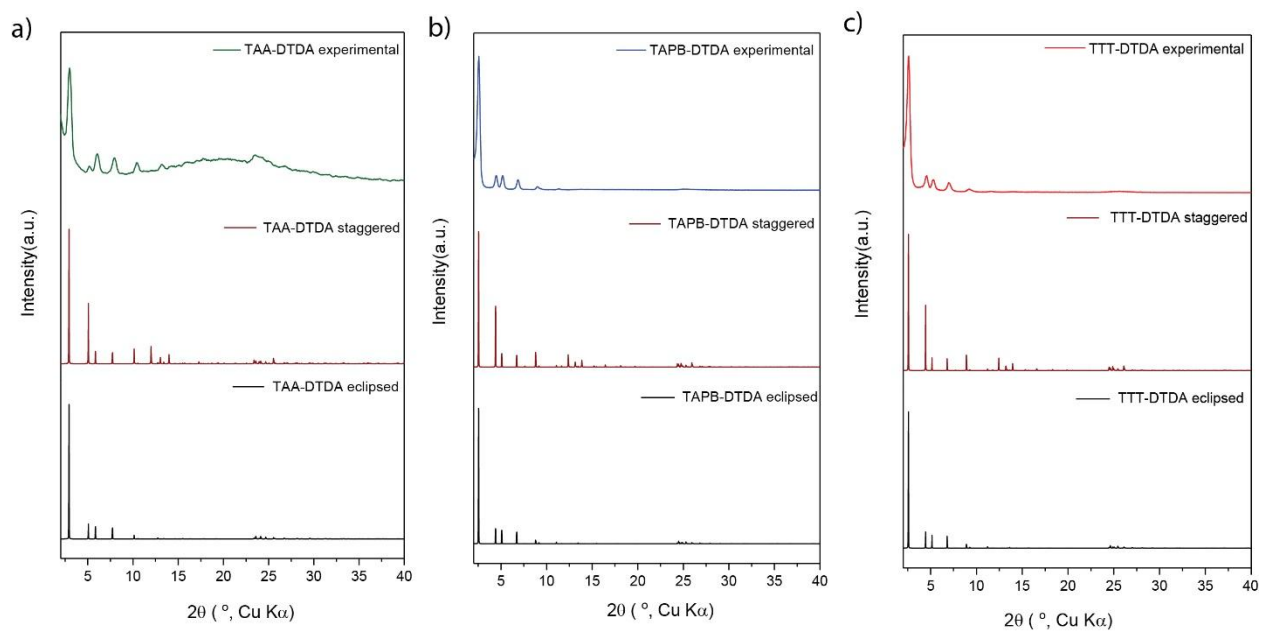 a)
TAA-DTDA experimental
TAA-DTDA staggered
TAA-DTDA eclipsed
Intensity(a.u.)
5 10 15 20 25 30 35 40
2θ ( °, Cu Kα)
b)
TAPB-DTDA experimental
TAPB-DTDA staggered
TAPB-DTDA eclipsed
Intensity(a.u.)
5 10 15 20 25 30 35 40
2θ ( °, Cu Kα)
c)
TTT-DTDA experimental
TTT-DTDA staggered
TTT-DTDA eclipsed
Intensity(a.u.)
5 10 15 20 25 30 35 40
2θ ( °, Cu Kα)